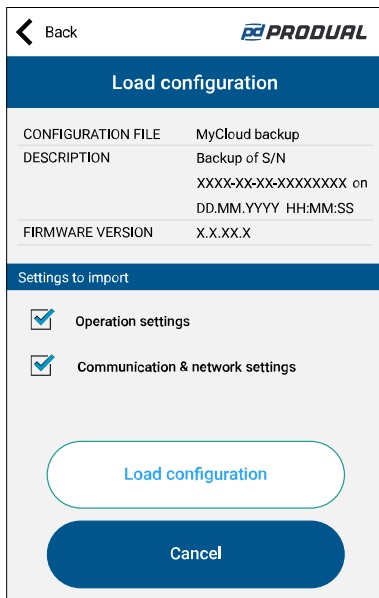 Back
pd PRODUAL
Load configuration
CONFIGURATION FILE MyCloud backup
DESCRIPTION Backup of S/N
XXXX-XX-XX-XXXXXXXX on
DD.MM.YYYY HH:MM:SS
FIRMWARE VERSION X.X.XX.X
Settings to import
Operation settings
Communication & network settings
Load configuration
Cancel